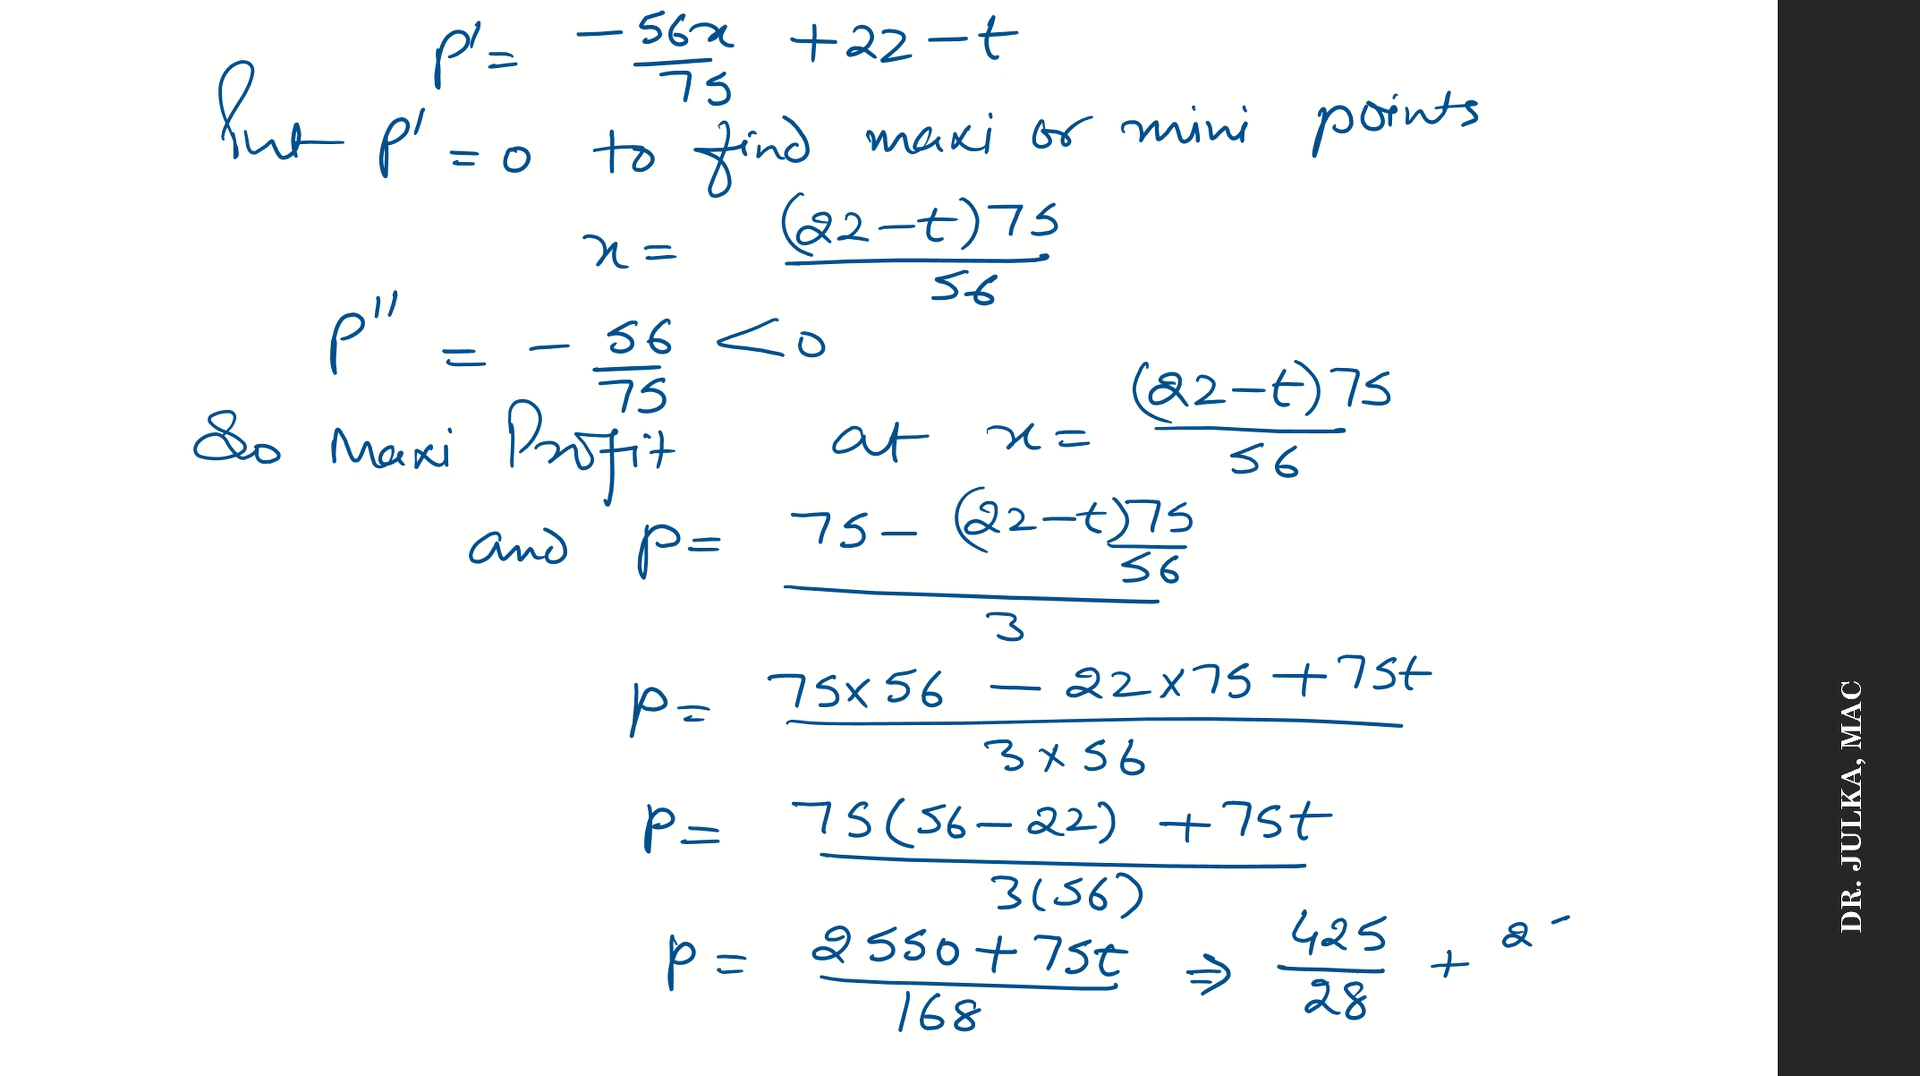 P' = -56x/75 + 22 - t
Put P' = 0 to find maxi or mini points
x = (22-t)75/56
P'' = -56/75 < 0
So Maxi Profit at x = (22-t)75/56
and p = (75 - (22-t)75/56)/3
p = (75×56 - 22×75 + 75t)/(3×56)
p = (75(56-22) + 75t)/(3(56))
p = (2550+75t)/168 ⇒ 425/28 + 2
DR. JULKA, MAC